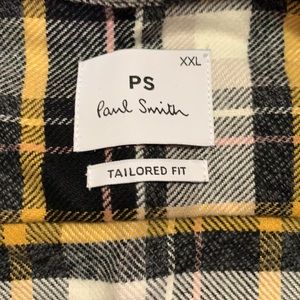 XXL
PS
Paul Smith
TAILORED FIT